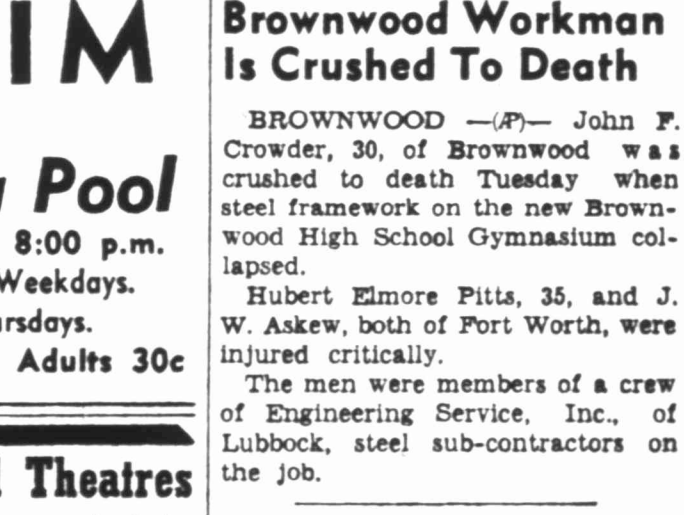 IM
Pool
8:00 p.m.
Weekdays.
Adults 30c
Theatres
Brownwood Workman
Is Crushed To Death
BROWNWOOD —(AP)— John F.
Crowder, 30, of Brownwood was
crushed to death Tuesday when
steel framework on the new Brown-
wood High School Gymnasium col-
lapsed.
Hubert Elmore Pitts, 35, and J.
W. Askew, both of Fort Worth, were
injured critically.
The men were members of a crew
of Engineering Service, Inc., of
Lubbock, steel sub-contractors on
the job.